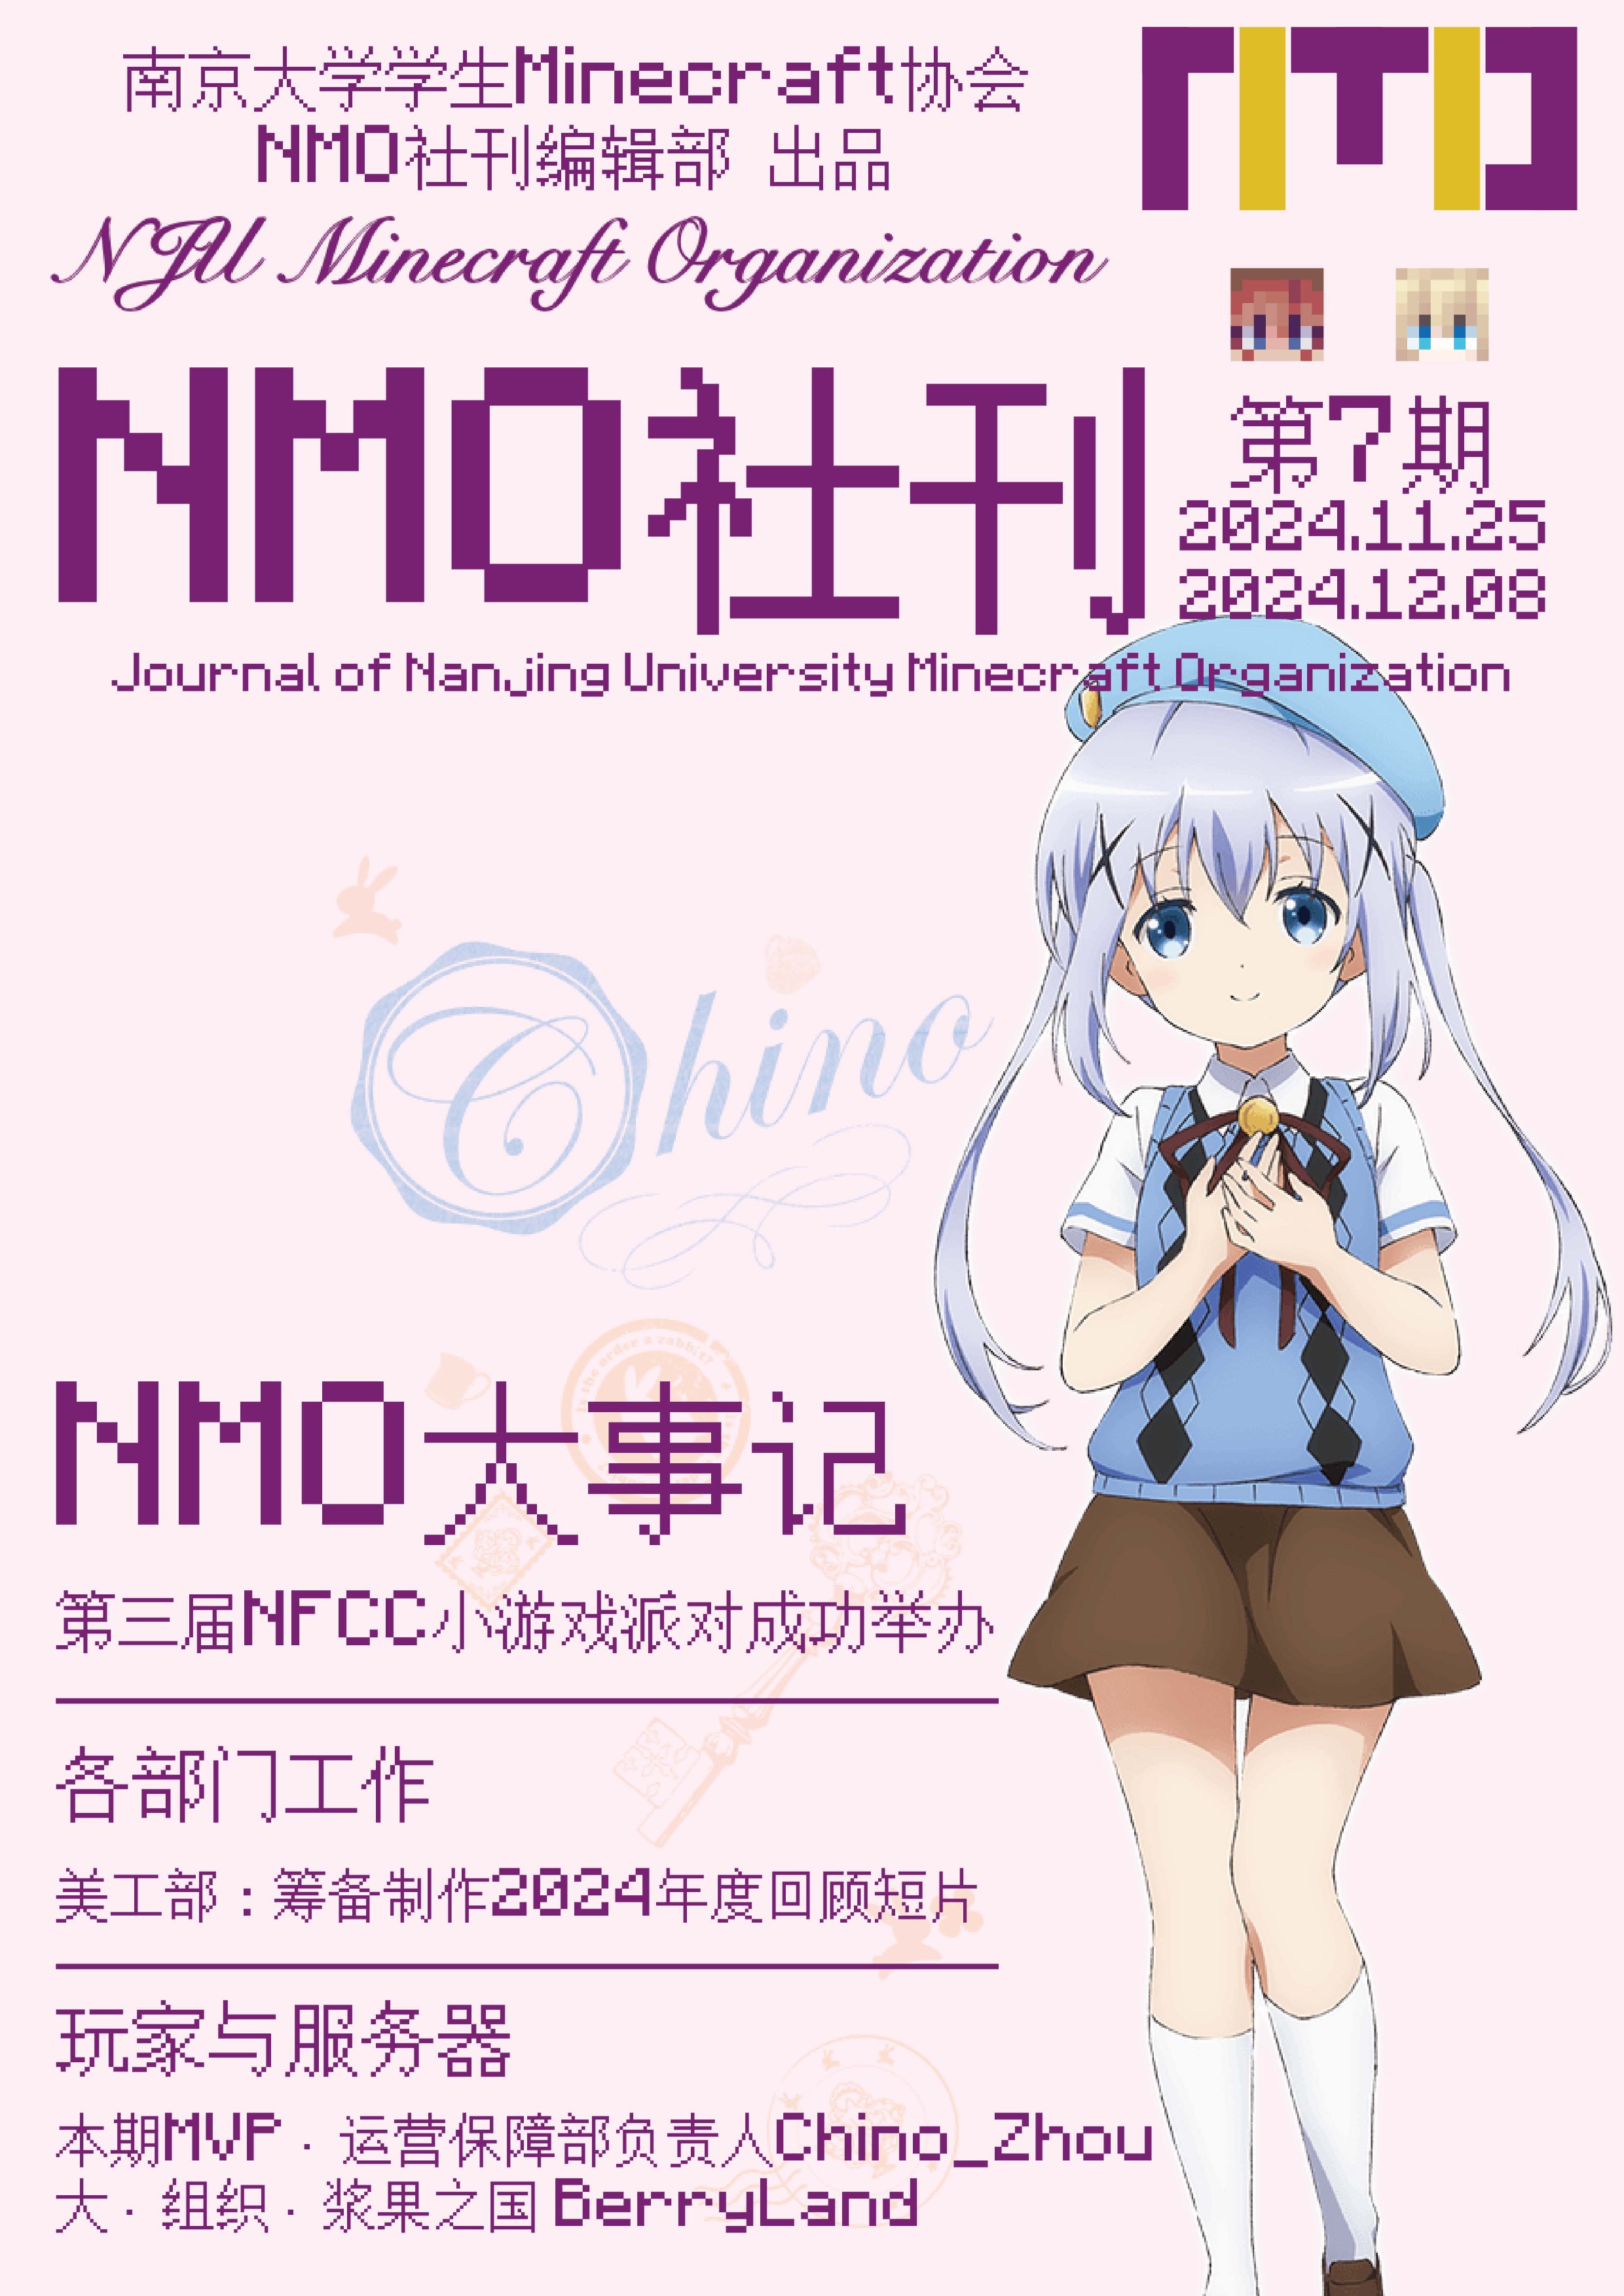 南京大学学生Minecraft协会
NMO社刊编辑部 出品
NMO
NJU Minecraft Organization
NMO社刊
第7期
2024.11.25
2024.12.08
Journal of Nanjing University Minecraft Organization
Chino
Is the order a rabbit?
NMO大事记
第三届NFCC小游戏派对成功举办
各部门工作
美工部：筹备制作2024年度回顾短片
玩家与服务器
本期MVP · 运营保障部负责人Chino_Zhou
大 · 组织 · 浆果之国 BerryLand